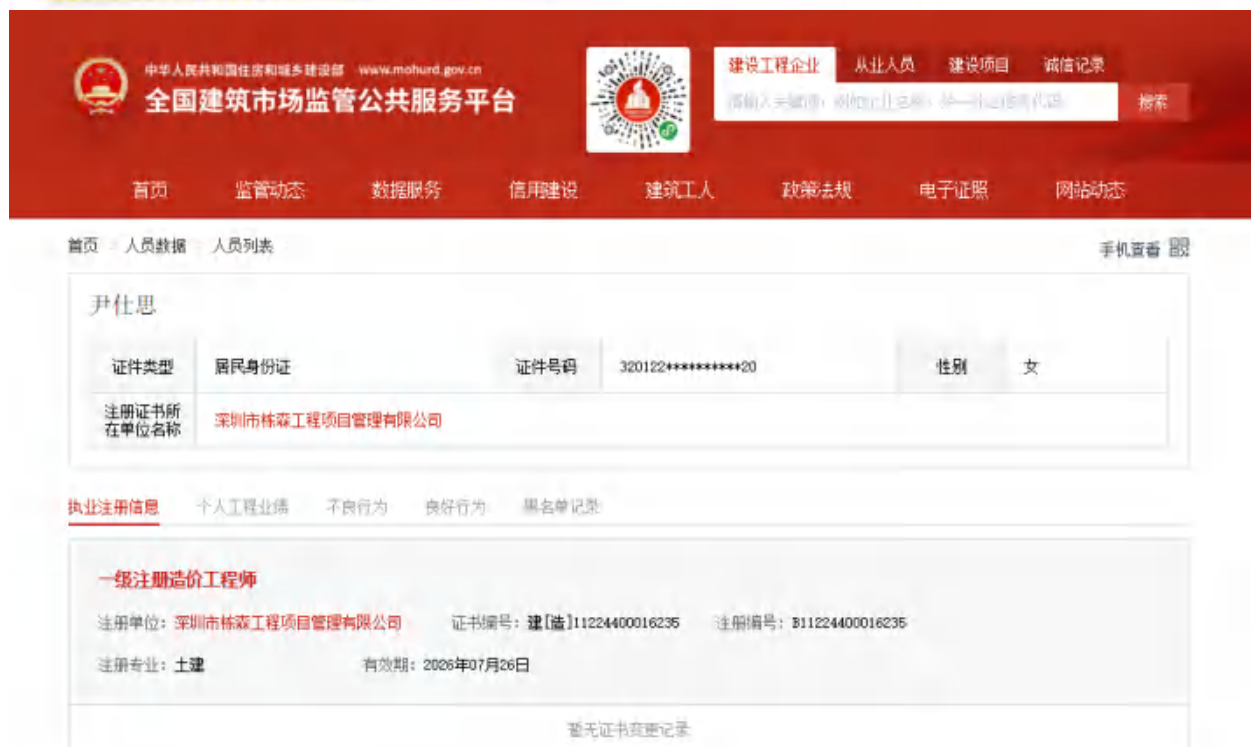 中华人民共和国住房和城乡建设部 www.mohurd.gov.cn
全国建筑市场监管公共服务平台
建设工程企业 从业人员 建设项目 诚信记录
搜索
首页 监管动态 数据服务 信用建设 建筑工人 政策法规 电子证照 网站动态
首页 人员数据 人员列表
手机查看
尹仕思
证件类型 居民身份证 证件号码 320122**********20 性别 女
注册证书所
在单位名称 深圳市栋森工程项目管理有限公司
执业注册信息 个人工程业绩 不良行为 良好行为 黑名单记录
一级注册造价工程师
注册单位：深圳市栋森工程项目管理有限公司 证书编号：建[造]11224400016235 注册编号：B11224400016235
注册专业：土建 有效期：2026年07月26日
暂无证书变更记录